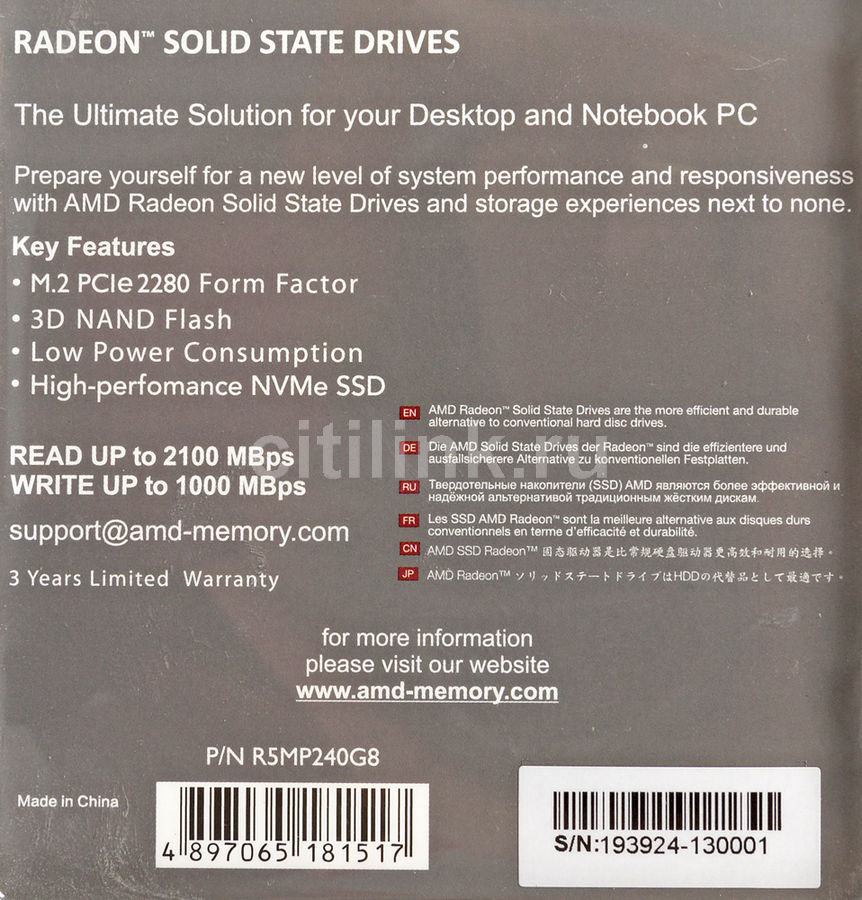 RADEON™ SOLID STATE DRIVES
The Ultimate Solution for your Desktop and Notebook PC
Prepare yourself for a new level of system performance and responsiveness
with AMD Radeon Solid State Drives and storage experiences next to none.
Key Features
• M.2 PCIe 2280 Form Factor
• 3D NAND Flash
• Low Power Consumption
• High-perfomance NVMe SSD
READ UP to 2100 MBps
WRITE UP to 1000 MBps
support@amd-memory.com
3 Years Limited Warranty
EN AMD Radeon™ Solid State Drives are the more efficient and durable
alternative to conventional hard disc drives.
DE Die AMD Solid State Drives der Radeon™ sind die effizientere und
ausfallsicherere Alternative zu konventionellen Festplatten.
RU Твердотельные накопители (SSD) AMD являются более эффективной и
надёжной альтернативой традиционным жёстким дискам.
FR Les SSD AMD Radeon™ sont la meilleure alternative aux disques durs
conventionnels en terme d'efficacité et durabilité.
CN AMD SSD Radeon™ 固态驱动器是比常规硬盘驱动器更高效和耐用的选择。
JP AMD Radeon™ ソリッドステートドライブはHDDの代替品として最適です。
citilink.ru
for more information
please visit our website
www.amd-memory.com
P/N R5MP240G8
Made in China
4 897065 181517
S/N:193924-130001